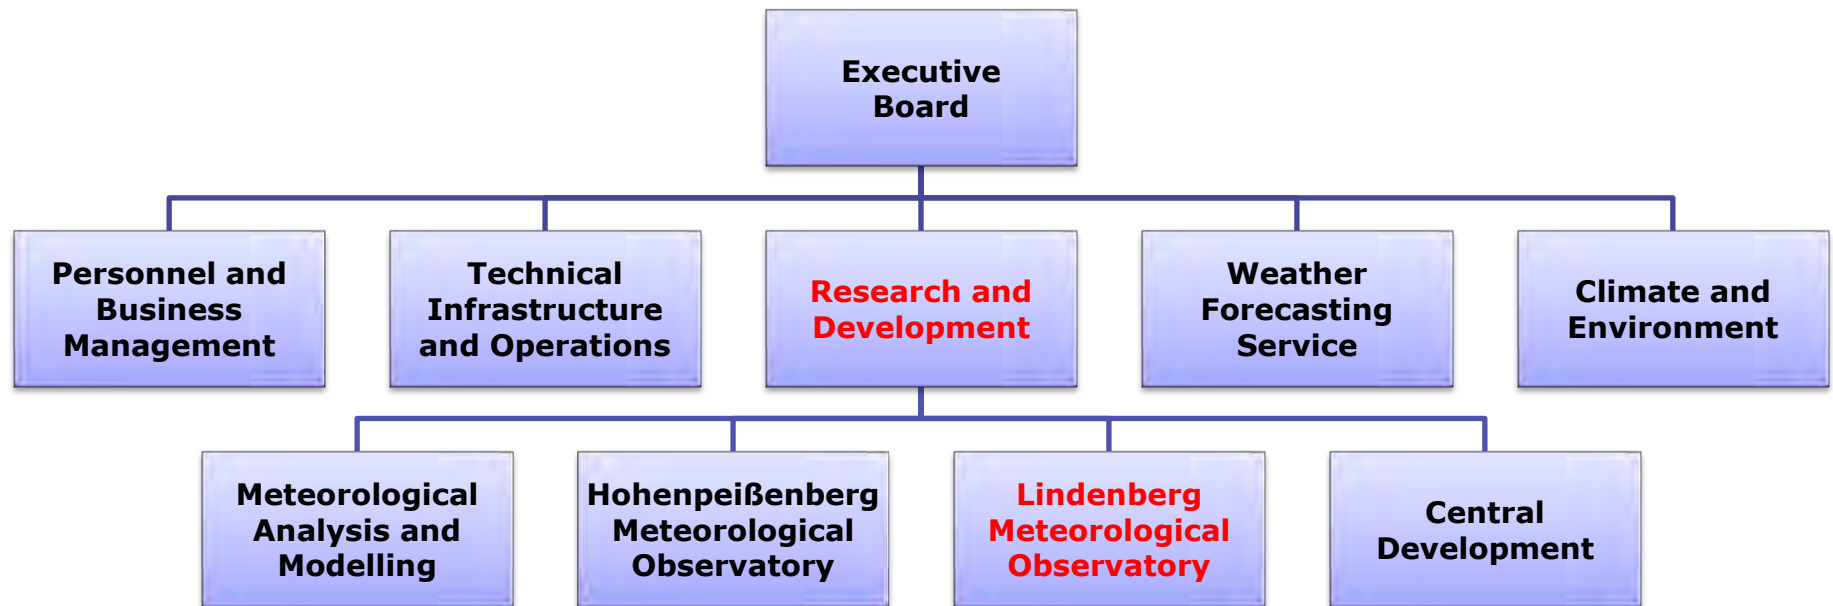 Executive
Board
Personnel and
Business
Management
Technical
Infrastructure
and Operations
Research and
Development
Weather
Forecasting
Service
Climate and
Environment
Meteorological
Analysis and
Modelling
Hohenpeißenberg
Meteorological
Observatory
Lindenberg
Meteorological
Observatory
Central
Development